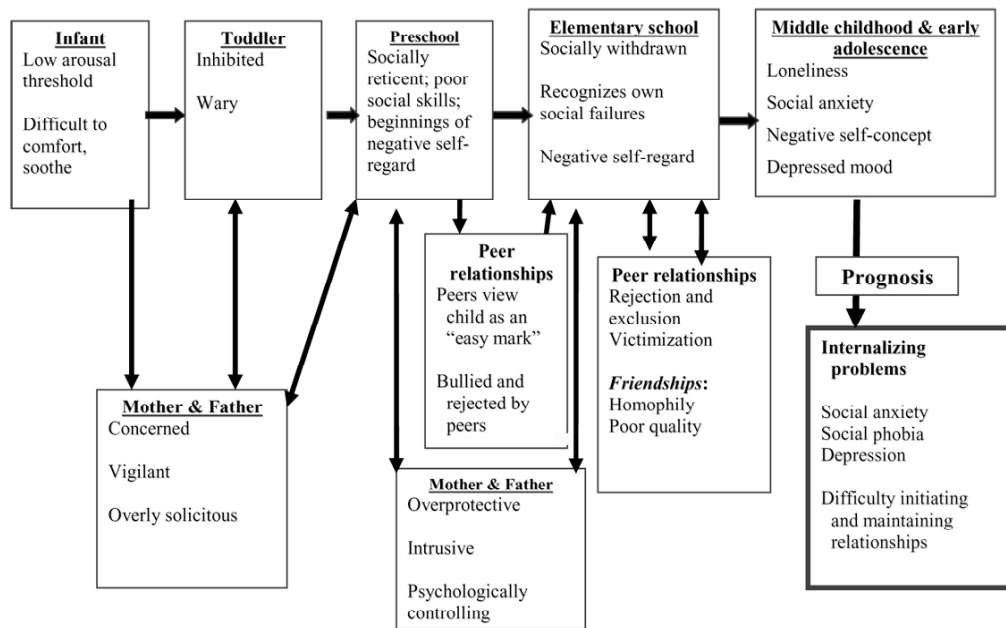 Infant
Low arousal
threshold
Difficult to
comfort,
soothe
Toddler
Inhibited
Wary
Preschool
Socially
reticent; poor
social skills;
beginnings of
negative self-
regard
Elementary school
Socially withdrawn
Recognizes own
social failures
Negative self-regard
Middle childhood & early
adolescence
Loneliness
Social anxiety
Negative self-concept
Depressed mood
Mother & Father
Concerned
Vigilant
Overly solicitous
Peer
relationships
Peers view
child as an
“easy mark”
Bullied and
rejected by
peers
Mother & Father
Overprotective
Intrusive
Psychologically
controlling
Peer relationships
Rejection and
exclusion
Victimization
Friendships:
Homophily
Poor quality
Prognosis
Internalizing
problems
Social anxiety
Social phobia
Depression
Difficulty initiating
and maintaining
relationships